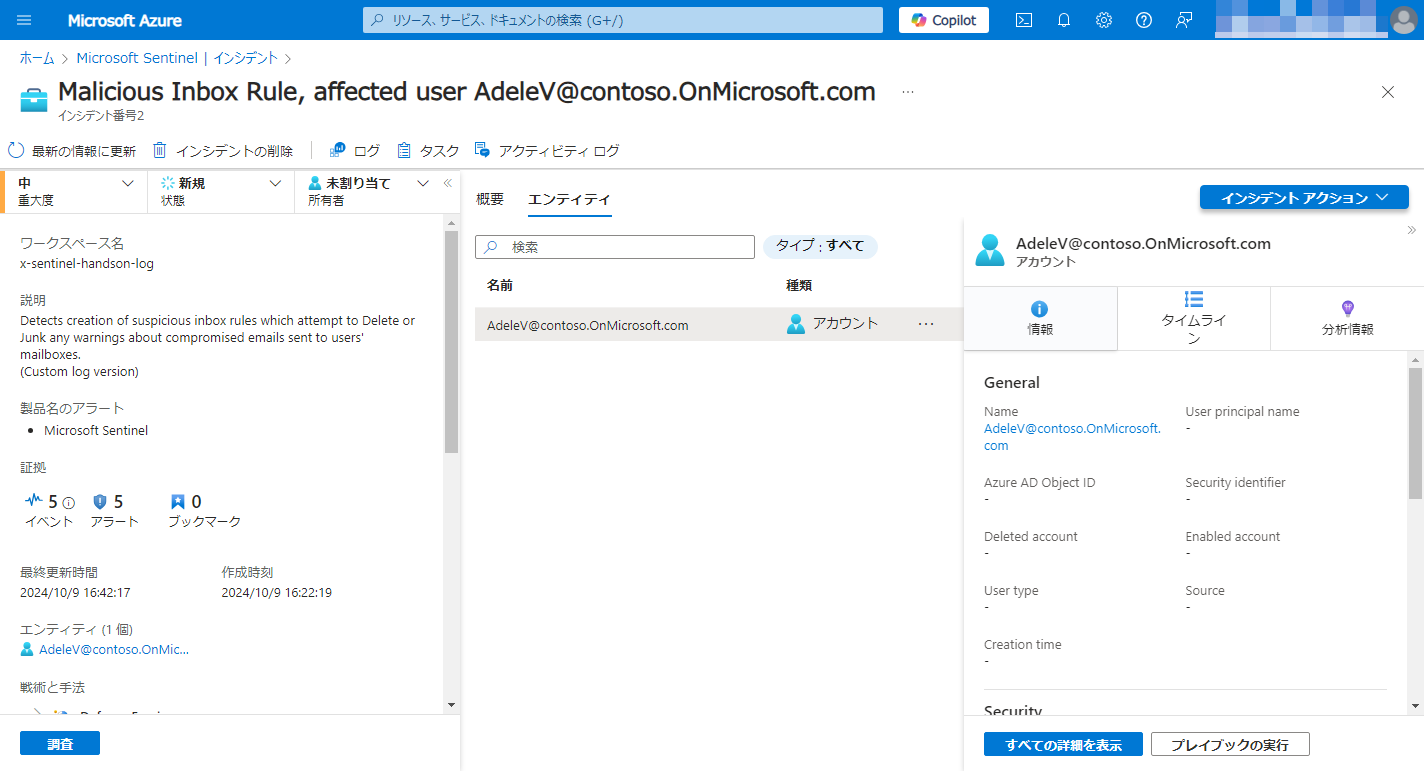 Microsoft Azure
リソース、サービス、ドキュメントの検索 (G+/)
Copilot
ホーム > Microsoft Sentinel | インシデント >
Malicious Inbox Rule, affected user AdeleV@contoso.OnMicrosoft.com ...
インシデント番号2
最新の情報に更新 インシデントの削除 ログ タスク アクティビティ ログ
中
重大度
新規
状態
未割り当て
所有者
ワークスペース名
x-sentinel-handson-log
説明
Detects creation of suspicious inbox rules which attempt to Delete or
Junk any warnings about compromised emails sent to users'
mailboxes.
(Custom log version)
製品名のアラート
• Microsoft Sentinel
証拠
5 イベント
5 アラート
0 ブックマーク
最終更新時間 作成時刻
2024/10/9 16:42:17 2024/10/9 16:22:19
エンティティ (1 個)
AdeleV@contoso.OnMic...
戦術と手法
調査
概要 エンティティ
インシデント アクション
検索
タイプ : すべて
名前 種類
AdeleV@contoso.OnMicrosoft.com アカウント ...
AdeleV@contoso.OnMicrosoft.com
アカウント
情報
タイムライ
ン
分析情報
General
Name
AdeleV@contoso.OnMicrosoft.
com
User principal name
-
Azure AD Object ID
-
Security identifier
-
Deleted account
-
Enabled account
-
User type
-
Source
-
Creation time
-
Security
すべての詳細を表示 プレイブックの実行